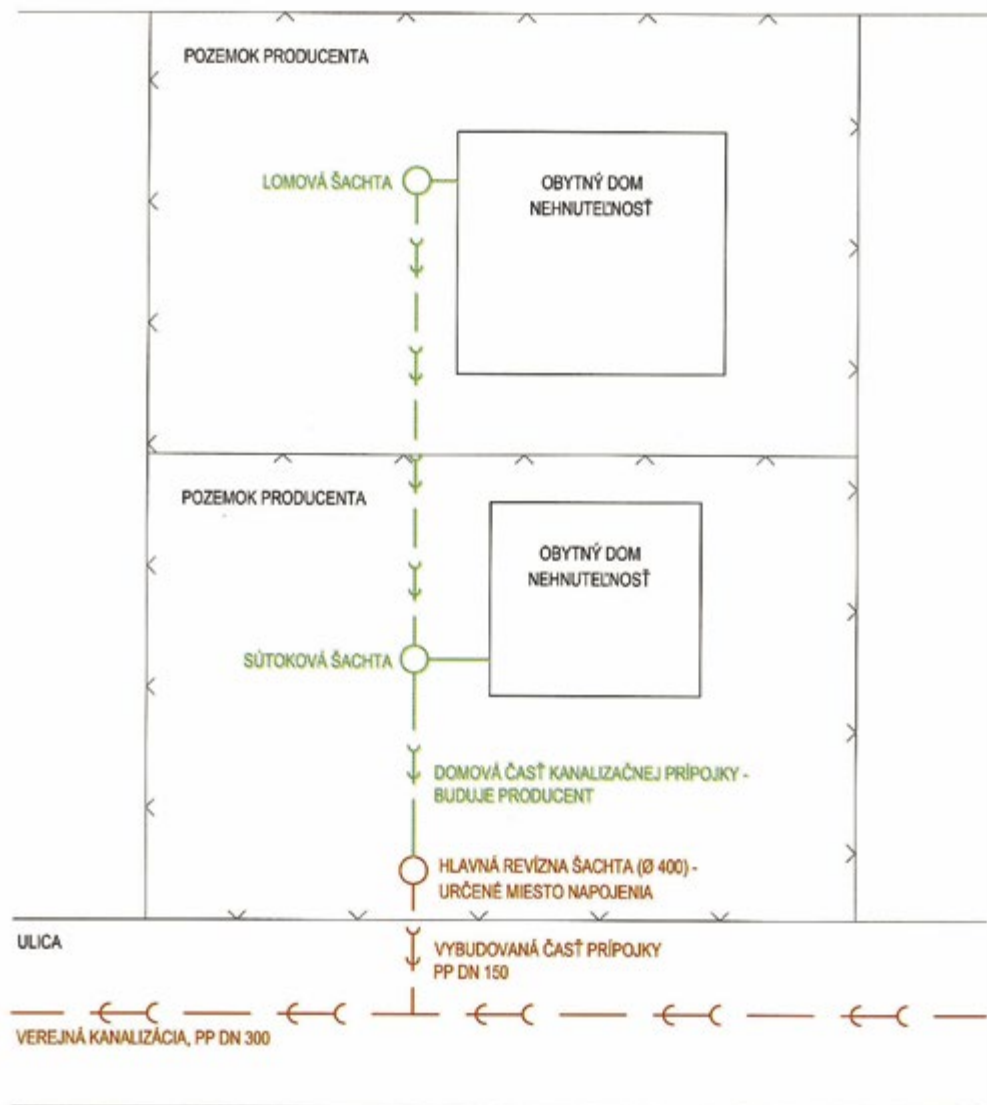 POZEMOK PRODUCENTA
LOMOVÁ ŠACHTA
OBYTNÝ DOM
NEHNUTEĽNOSŤ
POZEMOK PRODUCENTA
OBYTNÝ DOM
NEHNUTEĽNOSŤ
SÚTOKOVÁ ŠACHTA
DOMOVÁ ČASŤ KANALIZAČNEJ PRÍPOJKY -
BUDUJE PRODUCENT
HLAVNÁ REVÍZNA ŠACHTA (Ø 400) -
URČENÉ MIESTO NAPOJENIA
ULICA
VYBUDOVANÁ ČASŤ PRÍPOJKY
PP DN 150
VEREJNÁ KANALIZÁCIA, PP DN 300